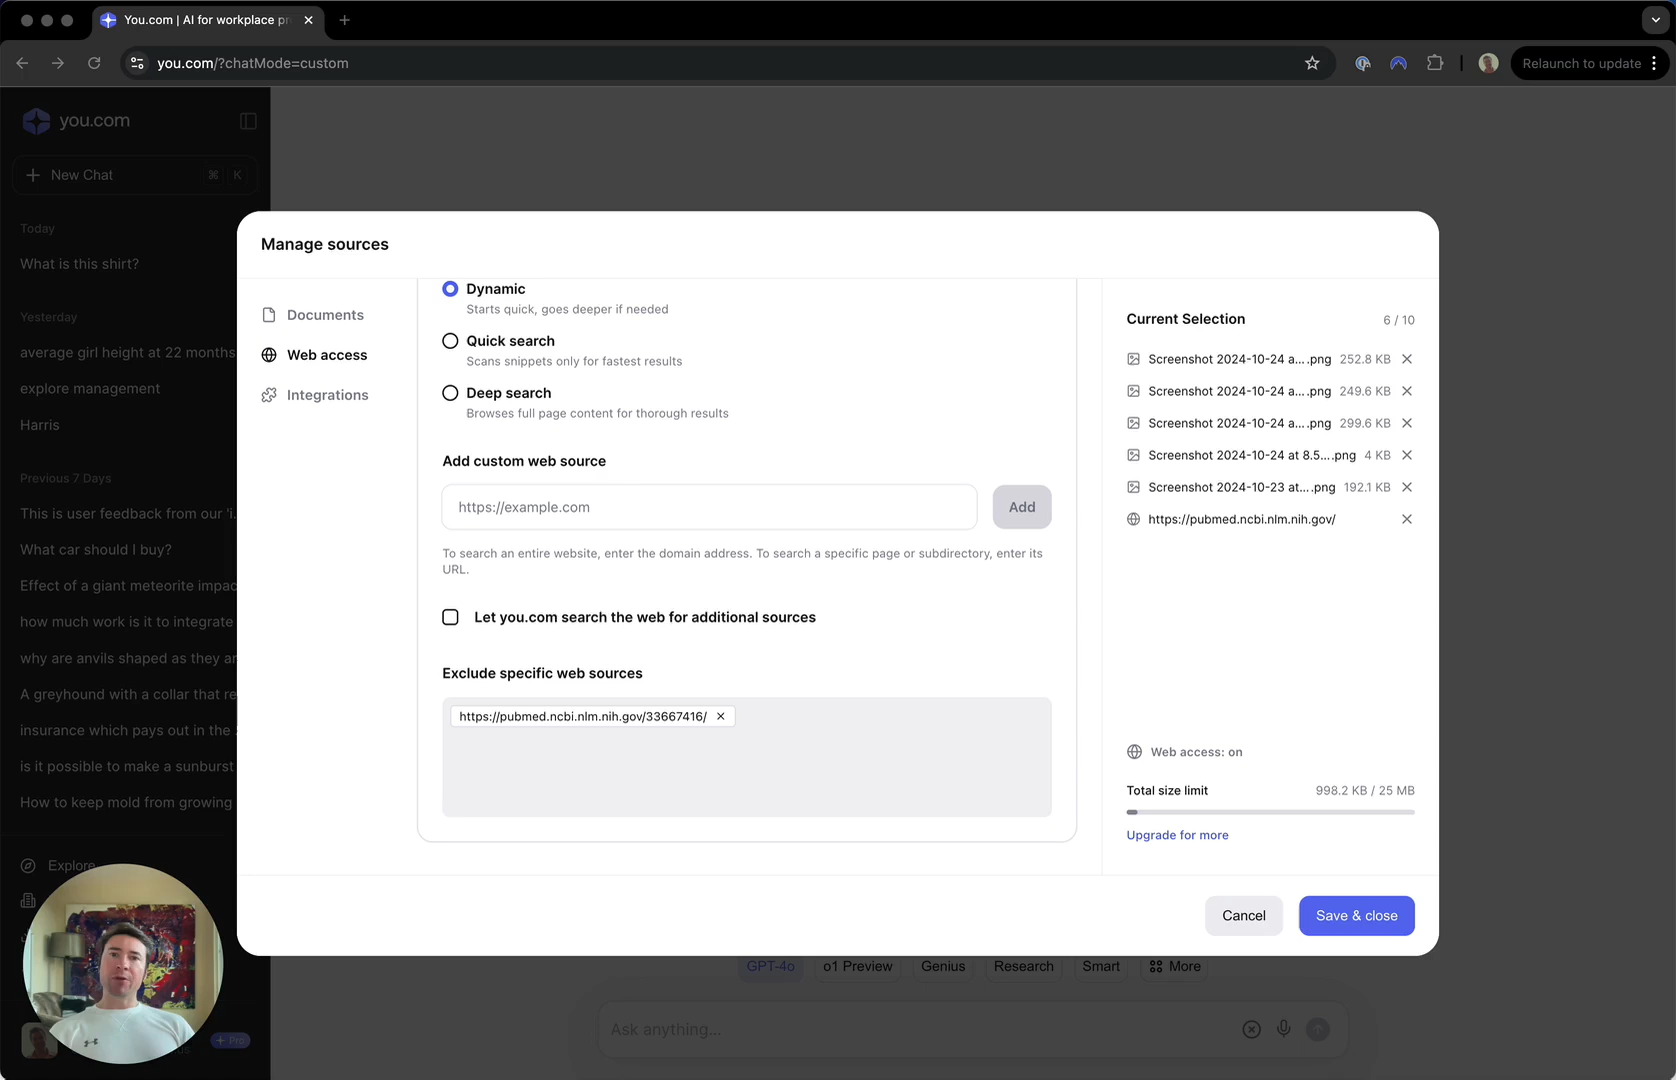 You.com | AI for workplace pr
you.com/?chatMode=custom
Relaunch to update
you.com
New Chat
⌘ K
Today
What is this shirt?
Yesterday
average girl height at 22 months
explore management
Harris
Previous 7 Days
This is user feedback from our 'i.
What car should I buy?
Effect of a giant meteorite impac
how much work is it to integrate
why are anvils shaped as they ar
A greyhound with a collar that re
insurance which pays out in the
is it possible to make a sunburst
How to keep mold from growing
Explore
+ Pro
Manage sources
Documents
Web access
Integrations
Dynamic
Starts quick, goes deeper if needed
Quick search
Scans snippets only for fastest results
Deep search
Browses full page content for thorough results
Add custom web source
https://example.com
Add
To search an entire website, enter the domain address. To search a specific page or subdirectory, enter its
URL.
Let you.com search the web for additional sources
Exclude specific web sources
https://pubmed.ncbi.nlm.nih.gov/33667416/
Current Selection 6 / 10
Screenshot 2024-10-24 a... .png 252.8 KB
Screenshot 2024-10-24 a... .png 249.6 KB
Screenshot 2024-10-24 a... .png 299.6 KB
Screenshot 2024-10-24 at 8.5... .png 4 KB
Screenshot 2024-10-23 at... .png 192.1 KB
https://pubmed.ncbi.nlm.nih.gov/
Web access: on
Total size limit 998.2 KB / 25 MB
Upgrade for more
Cancel
Save & close
GPT-4o o1 Preview Genius Research Smart More
Ask anything...